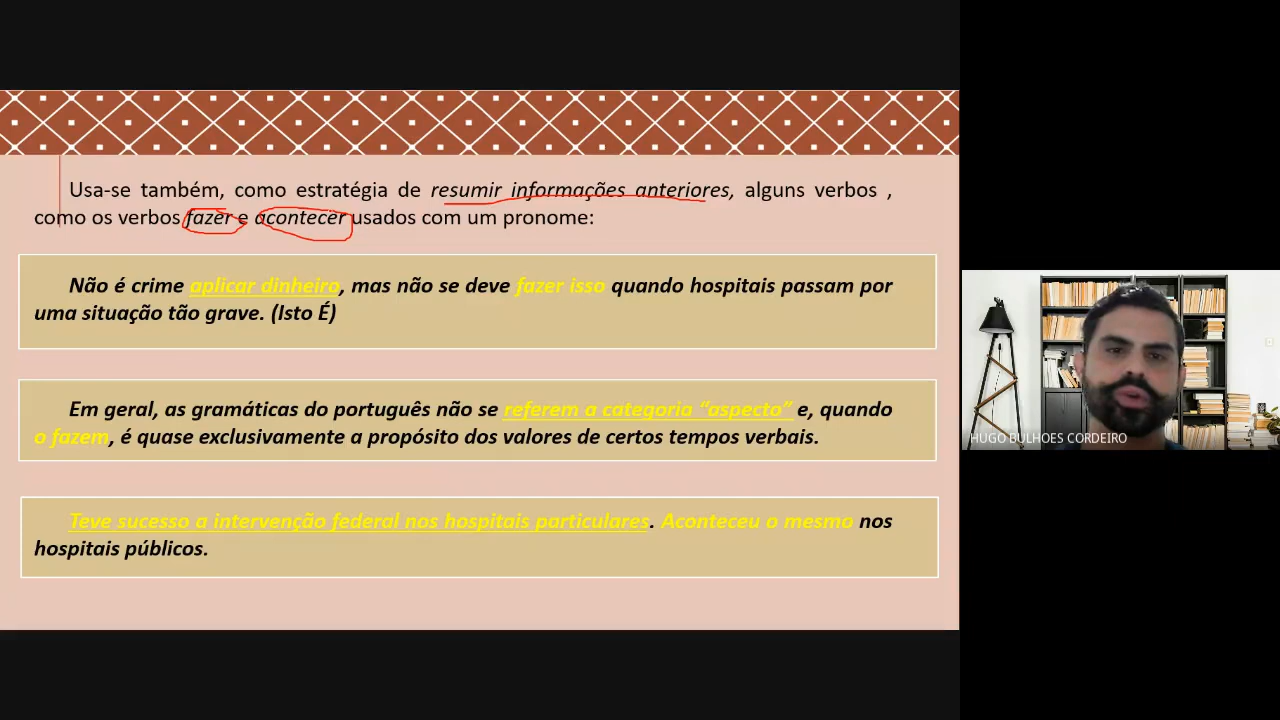 Usa-se também, como estratégia de resumir informações anteriores, alguns verbos ,
como os verbos fazer e acontecer usados com um pronome:
Não é crime aplicar dinheiro, mas não se deve fazer isso quando hospitais passam por
uma situação tão grave. (Isto É)
Em geral, as gramáticas do português não se referem a categoria “aspecto” e, quando
o fazem, é quase exclusivamente a propósito dos valores de certos tempos verbais.
Teve sucesso a intervenção federal nos hospitais particulares. Aconteceu o mesmo nos
hospitais públicos.
HUGO BULHOES CORDEIRO